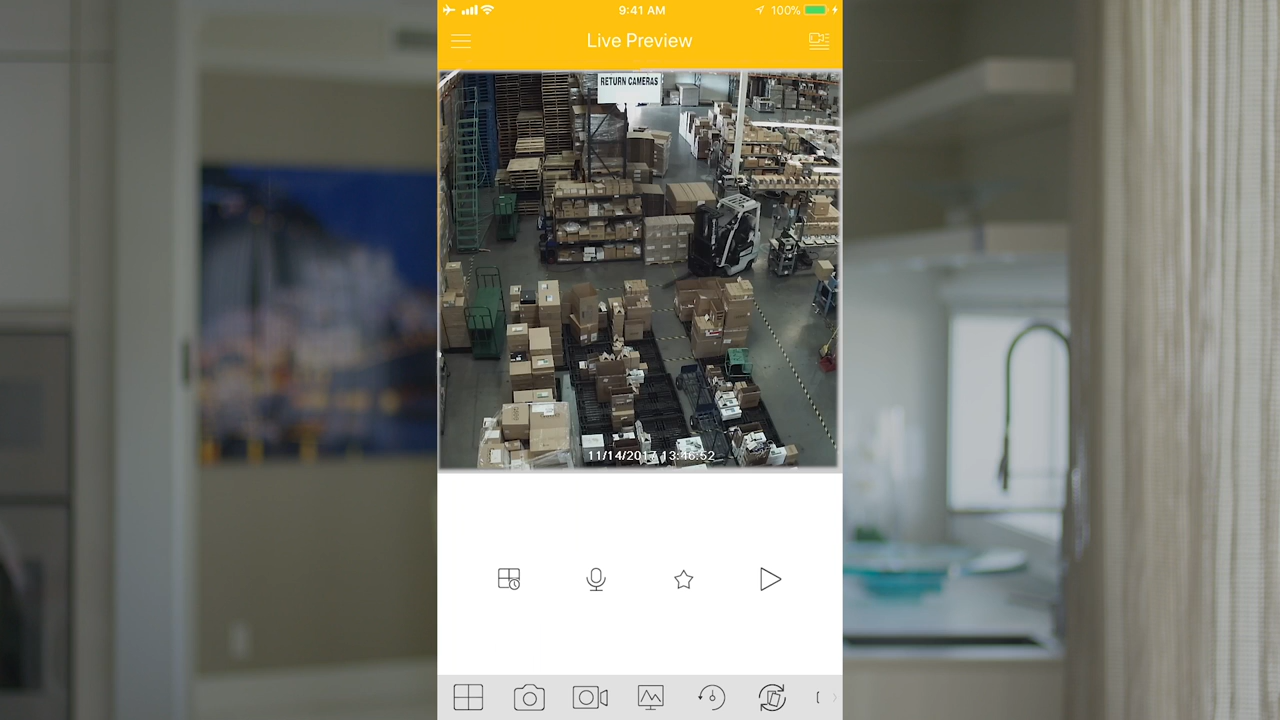 9:41 AM
100%
Live Preview
RETURN CAMERAS
11/14/2017 13:46:52